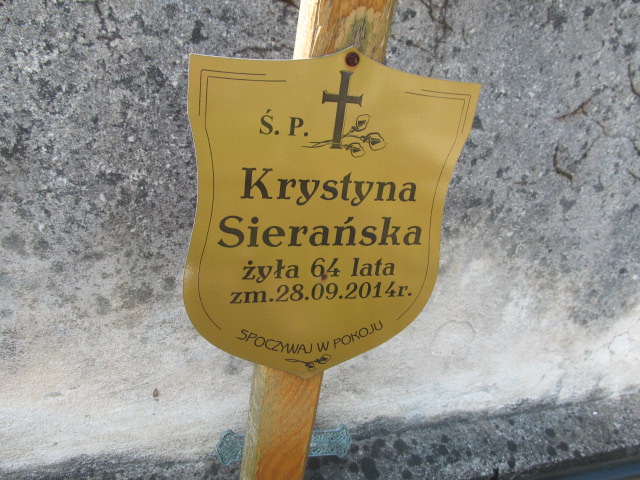 Ś. P.
Krystyna
Sierańska
żyła 64 lata
zm.28.09.2014r.
SPOCZYWAJ W POKOJU